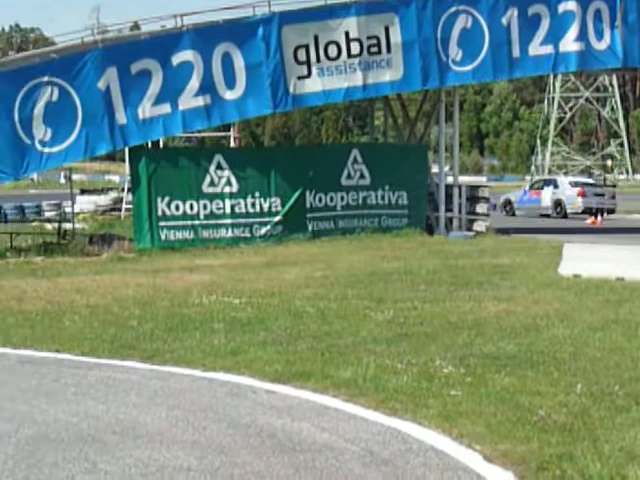 1220
global
assistance
1220
Kooperativa
VIENNA INSURANCE GROUP
Kooperativa
VIENNA INSURANCE GROUP